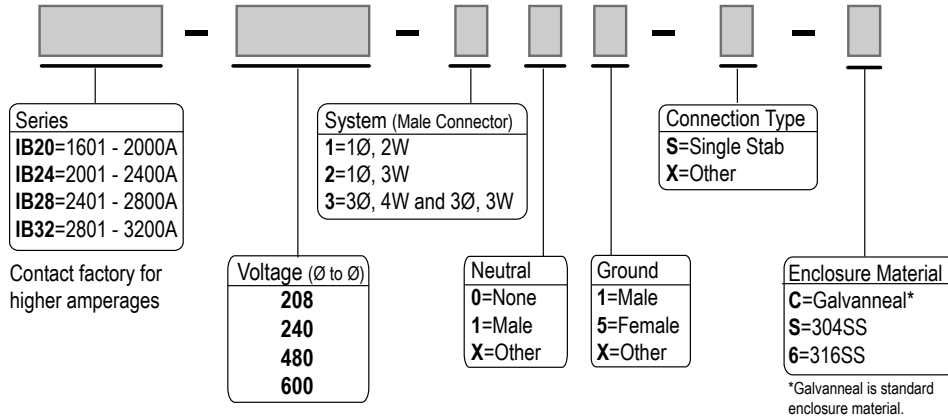 Series
IB20=1601 - 2000A
IB24=2001 - 2400A
IB28=2401 - 2800A
IB32=2801 - 3200A
Contact factory for
higher amperages
Voltage (Ø to Ø)
208
240
480
600
System (Male Connector)
1=1Ø, 2W
2=1Ø, 3W
3=3Ø, 4W and 3Ø, 3W
Neutral
0=None
1=Male
X=Other
Ground
1=Male
5=Female
X=Other
Connection Type
S=Single Stab
X=Other
Enclosure Material
C=Galvanneal*
S=304SS
6=316SS
*Galvanneal is standard
enclosure material.